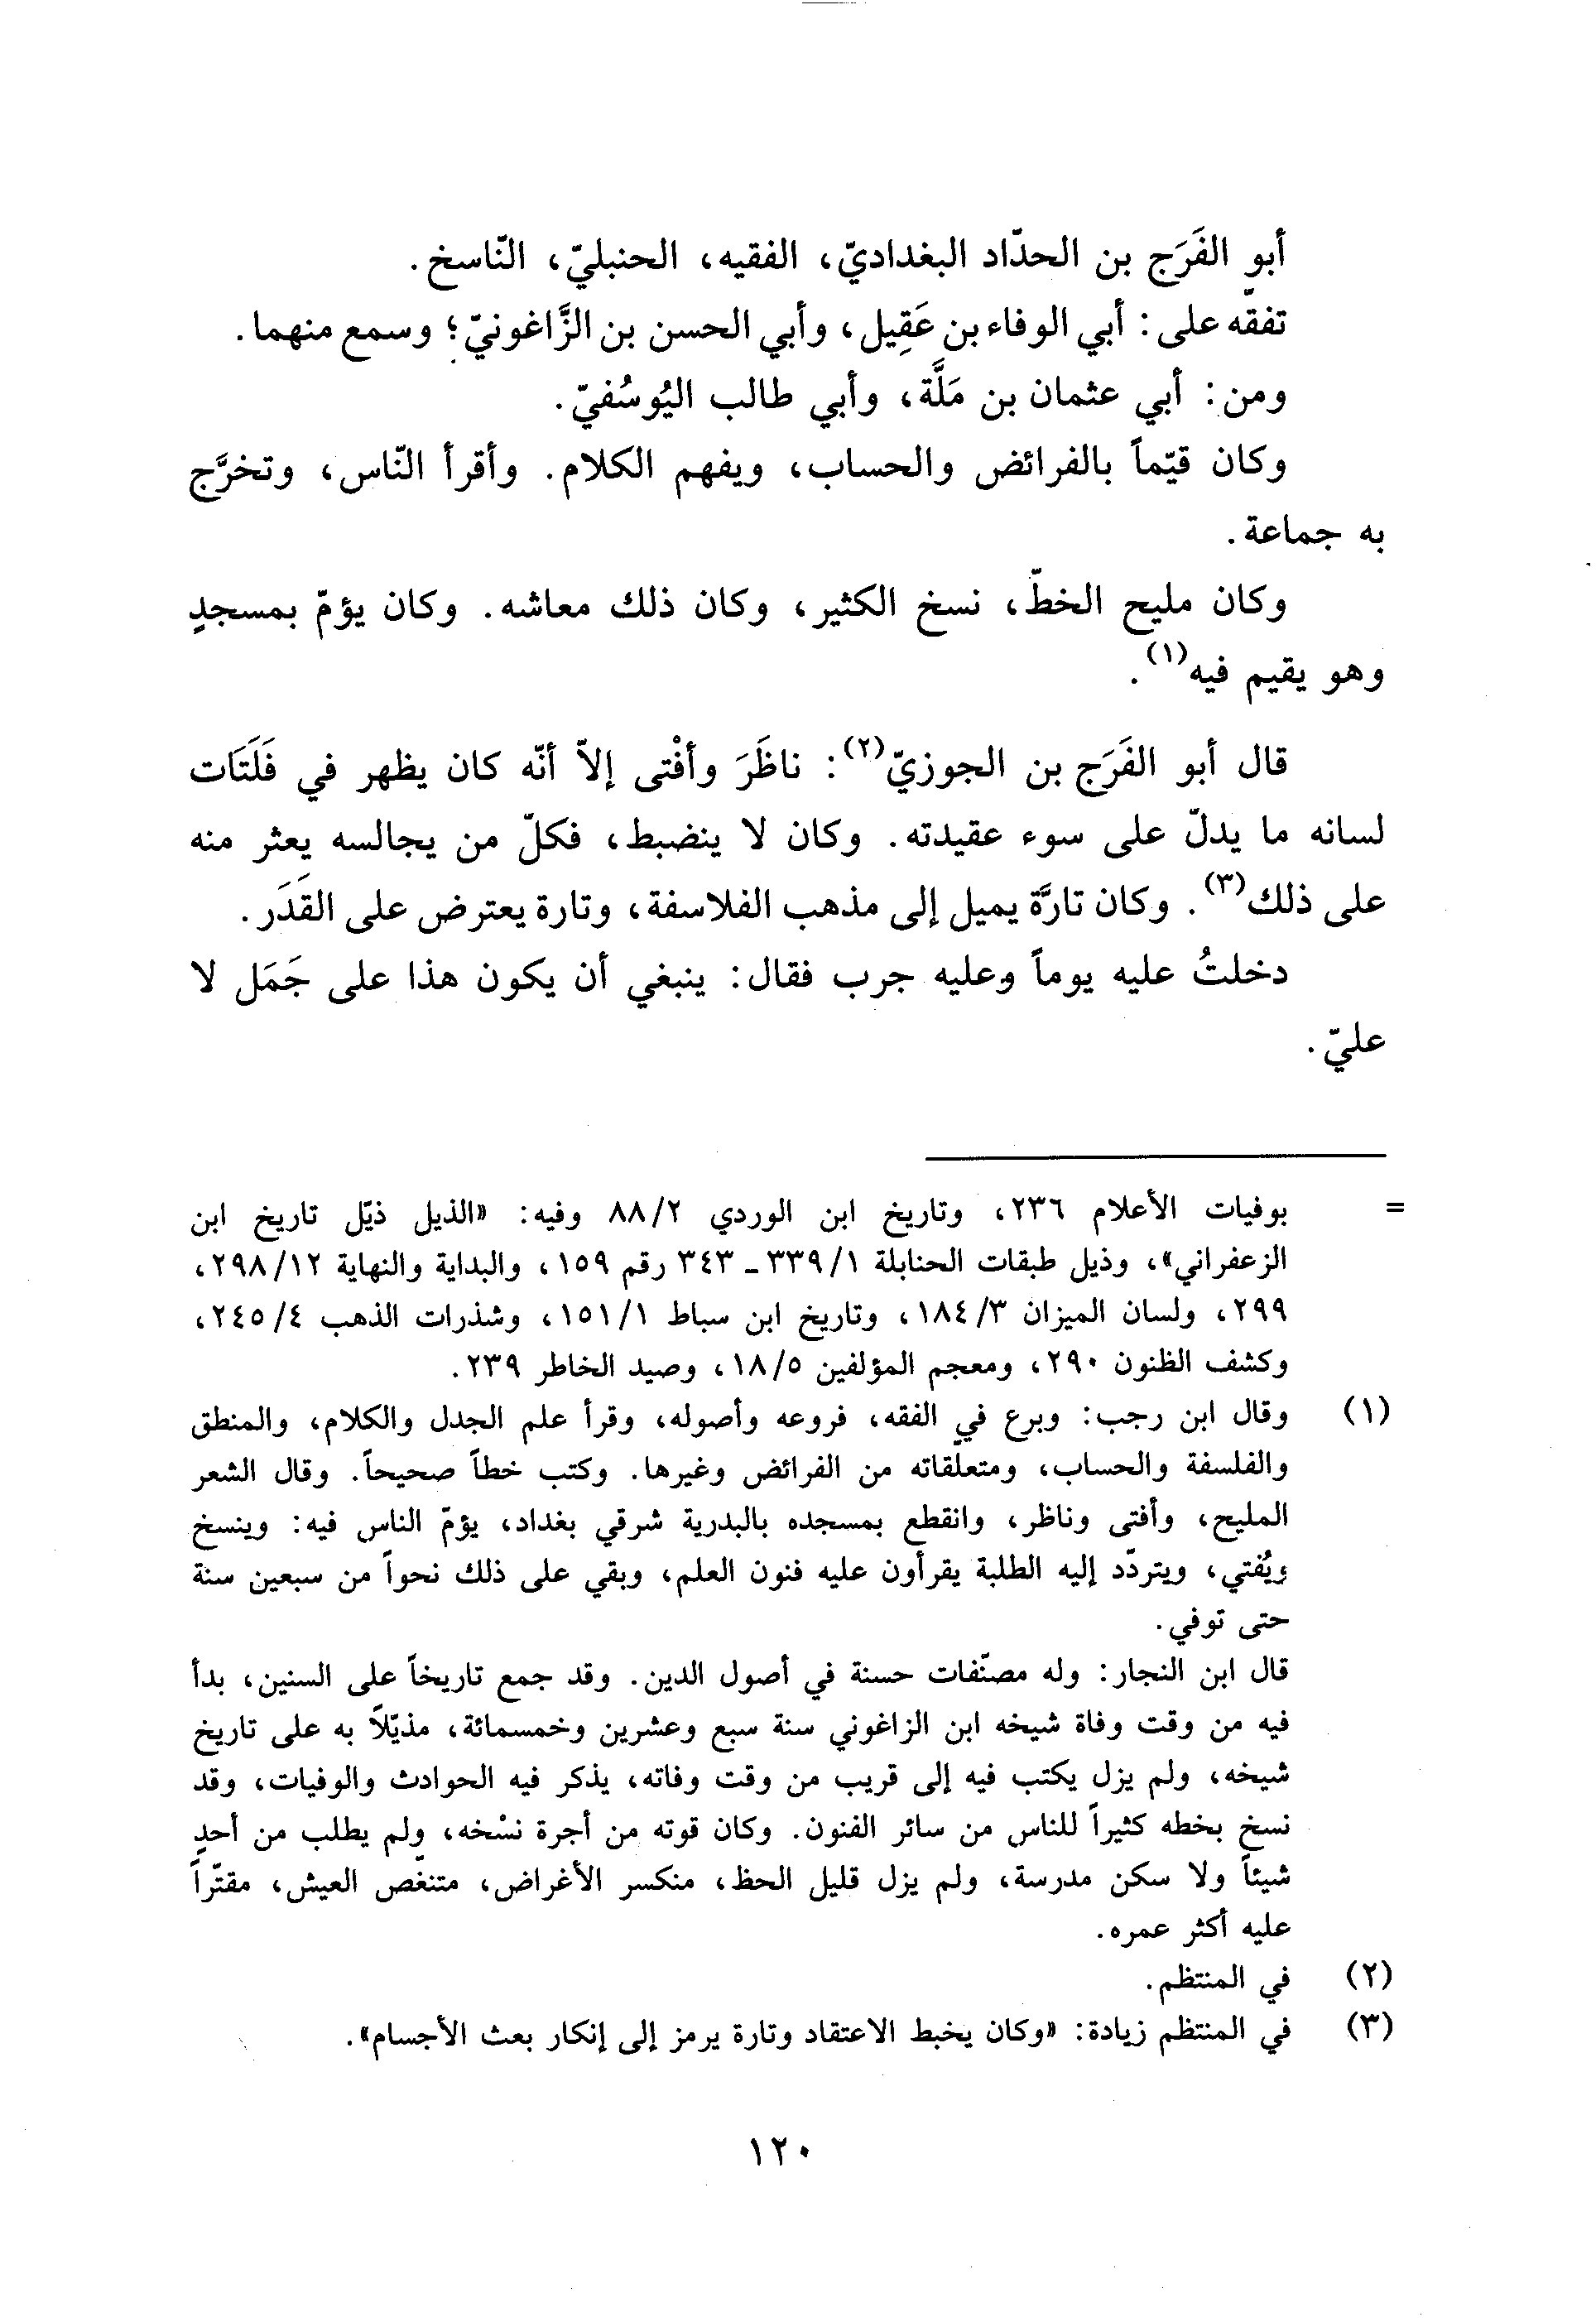 أبو الفَرَج بن الحدّاد البغداديّ، الفقيه، الحنبليّ، النّاسخ.
تفقّه على: أبي الوفاء بن عَقِيل، وأبي الحسن بن الزَّاغونيّ؛ وسمع منهما.
ومن: أبي عثمان بن مَلَّة، وأبي طالب اليُوسُفيّ.
وكان قيّماً بالفرائض والحساب، ويفهم الكلام. وأقرأ النّاس، وتخرَّج
به جماعة.
وكان مليح الخطّ، نسخ الكثير، وكان ذلك معاشه. وكان يؤمّ بمسجدٍ
وهو يقيم فيه(١).
قال أبو الفَرَج بن الجوزيّ(٢): ناظَرَ وأفْتى إلاّ أنّه كان يظهر في فَلَتَات
لسانه ما يدلّ على سوء عقيدته. وكان لا ينضبط، فكلّ من يجالسه يعثر منه
على ذلك(٣). وكان تارَّة يميل إلى مذهب الفلاسفة، وتارة يعترض على القَدَر.
دخلتُ عليه يوماً وعليه جرب فقال: ينبغي أن يكون هذا على جَمَل لا
عليّ.
= بوفيات الأعلام ٢٣٦، وتاريخ ابن الوردي ٨٨/٢ وفيه: «الذيل ذيّل تاريخ ابن
الزعفراني»، وذيل طبقات الحنابلة ٣٣٩/١ ـ ٣٤٣ رقم ١٥٩، والبداية والنهاية ٢٩٨/١٢،
٢٩٩، ولسان الميزان ١٨٤/٣، وتاريخ ابن سباط ١٥١/١، وشذرات الذهب ٢٤٥/٤،
وكشف الظنون ٢٩٠، ومعجم المؤلفين ١٨/٥، وصيد الخاطر ٢٣٩.
(١) وقال ابن رجب: وبرع في الفقه، فروعه وأصوله، وقرأ علم الجدل والكلام، والمنطق
والفلسفة والحساب، ومتعلّقاته من الفرائض وغيرها. وكتب خطاً صحيحاً. وقال الشعر
المليح، وأفتى وناظر، وانقطع بمسجده بالبدرية شرقي بغداد، يؤمّ الناس فيه: وينسخ
ويُفتي، ويتردّد إليه الطلبة يقرأون عليه فنون العلم، وبقي على ذلك نحواً من سبعين سنة
حتى توفي.
قال ابن النجار: وله مصنّفات حسنة في أصول الدين. وقد جمع تاريخاً على السنين، بدأ
فيه من وقت وفاة شيخه ابن الزاغوني سنة سبع وعشرين وخمسمائة، مذيّلاً به على تاريخ
شيخه، ولم يزل يكتب فيه إلى قريب من وقت وفاته، يذكر فيه الحوادث والوفيات، وقد
نسخ بخطه كثيراً للناس من سائر الفنون. وكان قوته من أجرة نسْخه، ولم يطلب من أحدٍ
شيئاً ولا سكن مدرسة، ولم يزل قليل الحظ، منكسر الأغراض، متنغّص العيش، مقتّراً
عليه أكثر عمره.
(٢) في المنتظم.
(٣) في المنتظم زيادة: «وكان يخبط الاعتقاد وتارة يرمز إلى إنكار بعث الأجسام».
١٢٠